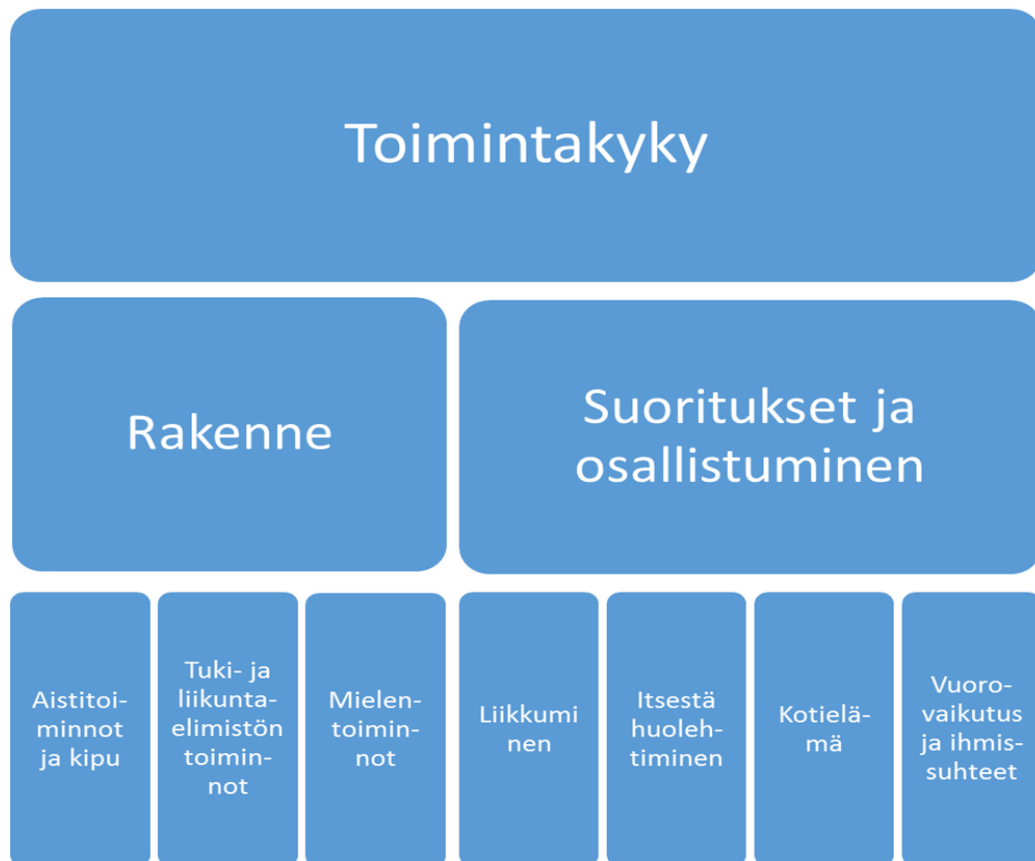 Toimintakyky
Rakenne
Suoritukset ja
osallistuminen
Aistitoi-
minnot
ja kipu
Tuki- ja
liikunta-
elimistön
toimin-
not
Mielen-
toimin-
not
Liikkumi
nen
Itsestä
huoleh-
timinen
Kotielä-
mä
Vuoro-
vaikutus
ja ihmis-
suhteet